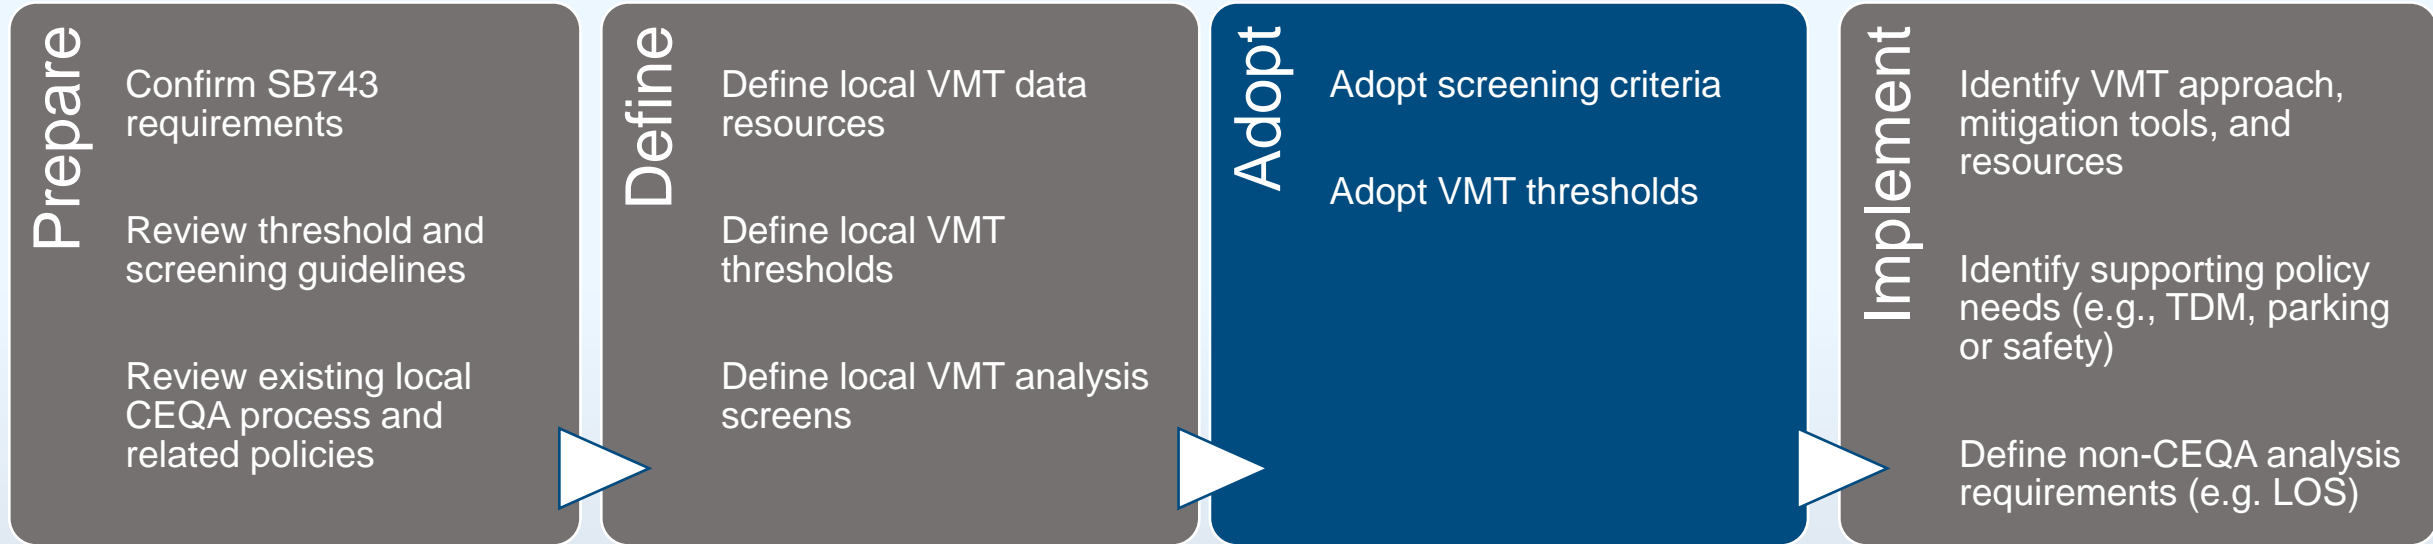 Prepare
Confirm SB743
requirements
Review threshold and
screening guidelines
Review existing local
CEQA process and
related policies
Define
Define local VMT data
resources
Define local VMT
thresholds
Define local VMT analysis
screens
Adopt
Adopt screening criteria
Adopt VMT thresholds
Implement
Identify VMT approach,
mitigation tools, and
resources
Identify supporting policy
needs (e.g., TDM, parking
or safety)
Define non-CEQA analysis
requirements (e.g. LOS)